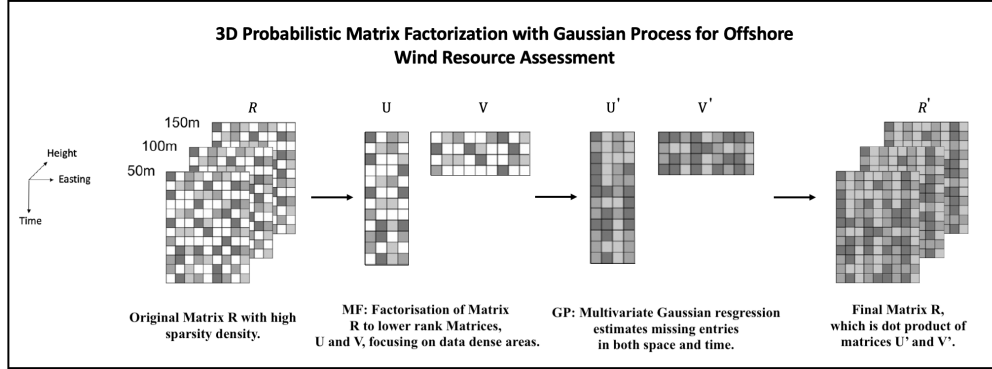 3D Probabilistic Matrix Factorization with Gaussian Process for Offshore
Wind Resource Assessment
R
U
V
U'
V'
R'
150m
100m
50m
Height
Easting
Time
Original Matrix R with high
sparsity density.
MF: Factorisation of Matrix
R to lower rank Matrices,
U and V, focusing on data dense areas.
GP: Multivariate Gaussian resgression
estimates missing entries
in both space and time.
Final Matrix R,
which is dot product of
matrices U' and V'.